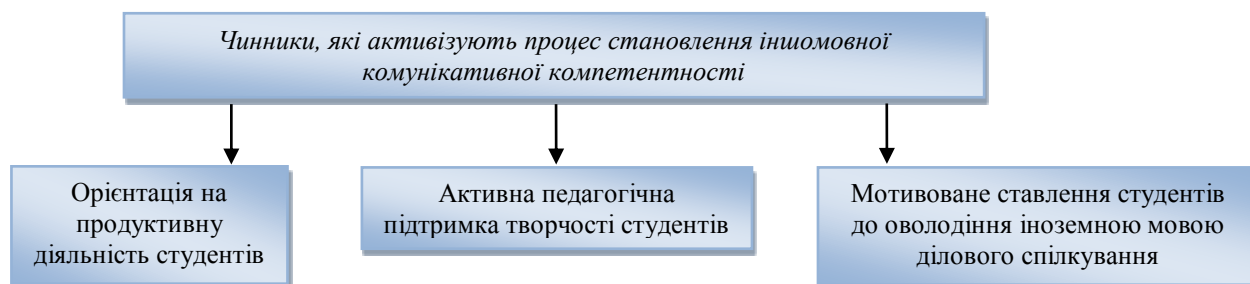 Чинники, які активізують процес становлення іншомовної
комунікативної компетентності
Орієнтація на
продуктивну
діяльність студентів
Активна педагогічна
підтримка творчості студентів
Мотивоване ставлення студентів
до оволодіння іноземною мовою
ділового спілкування